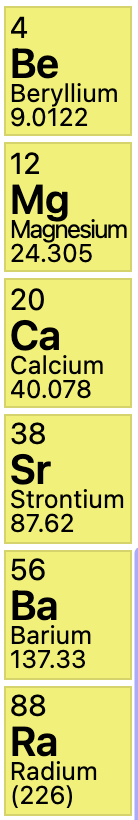 4
Be
Beryllium
9.0122
12
Mg
Magnesium
24.305
20
Ca
Calcium
40.078
38
Sr
Strontium
87.62
56
Ba
Barium
137.33
88
Ra
Radium
(226)